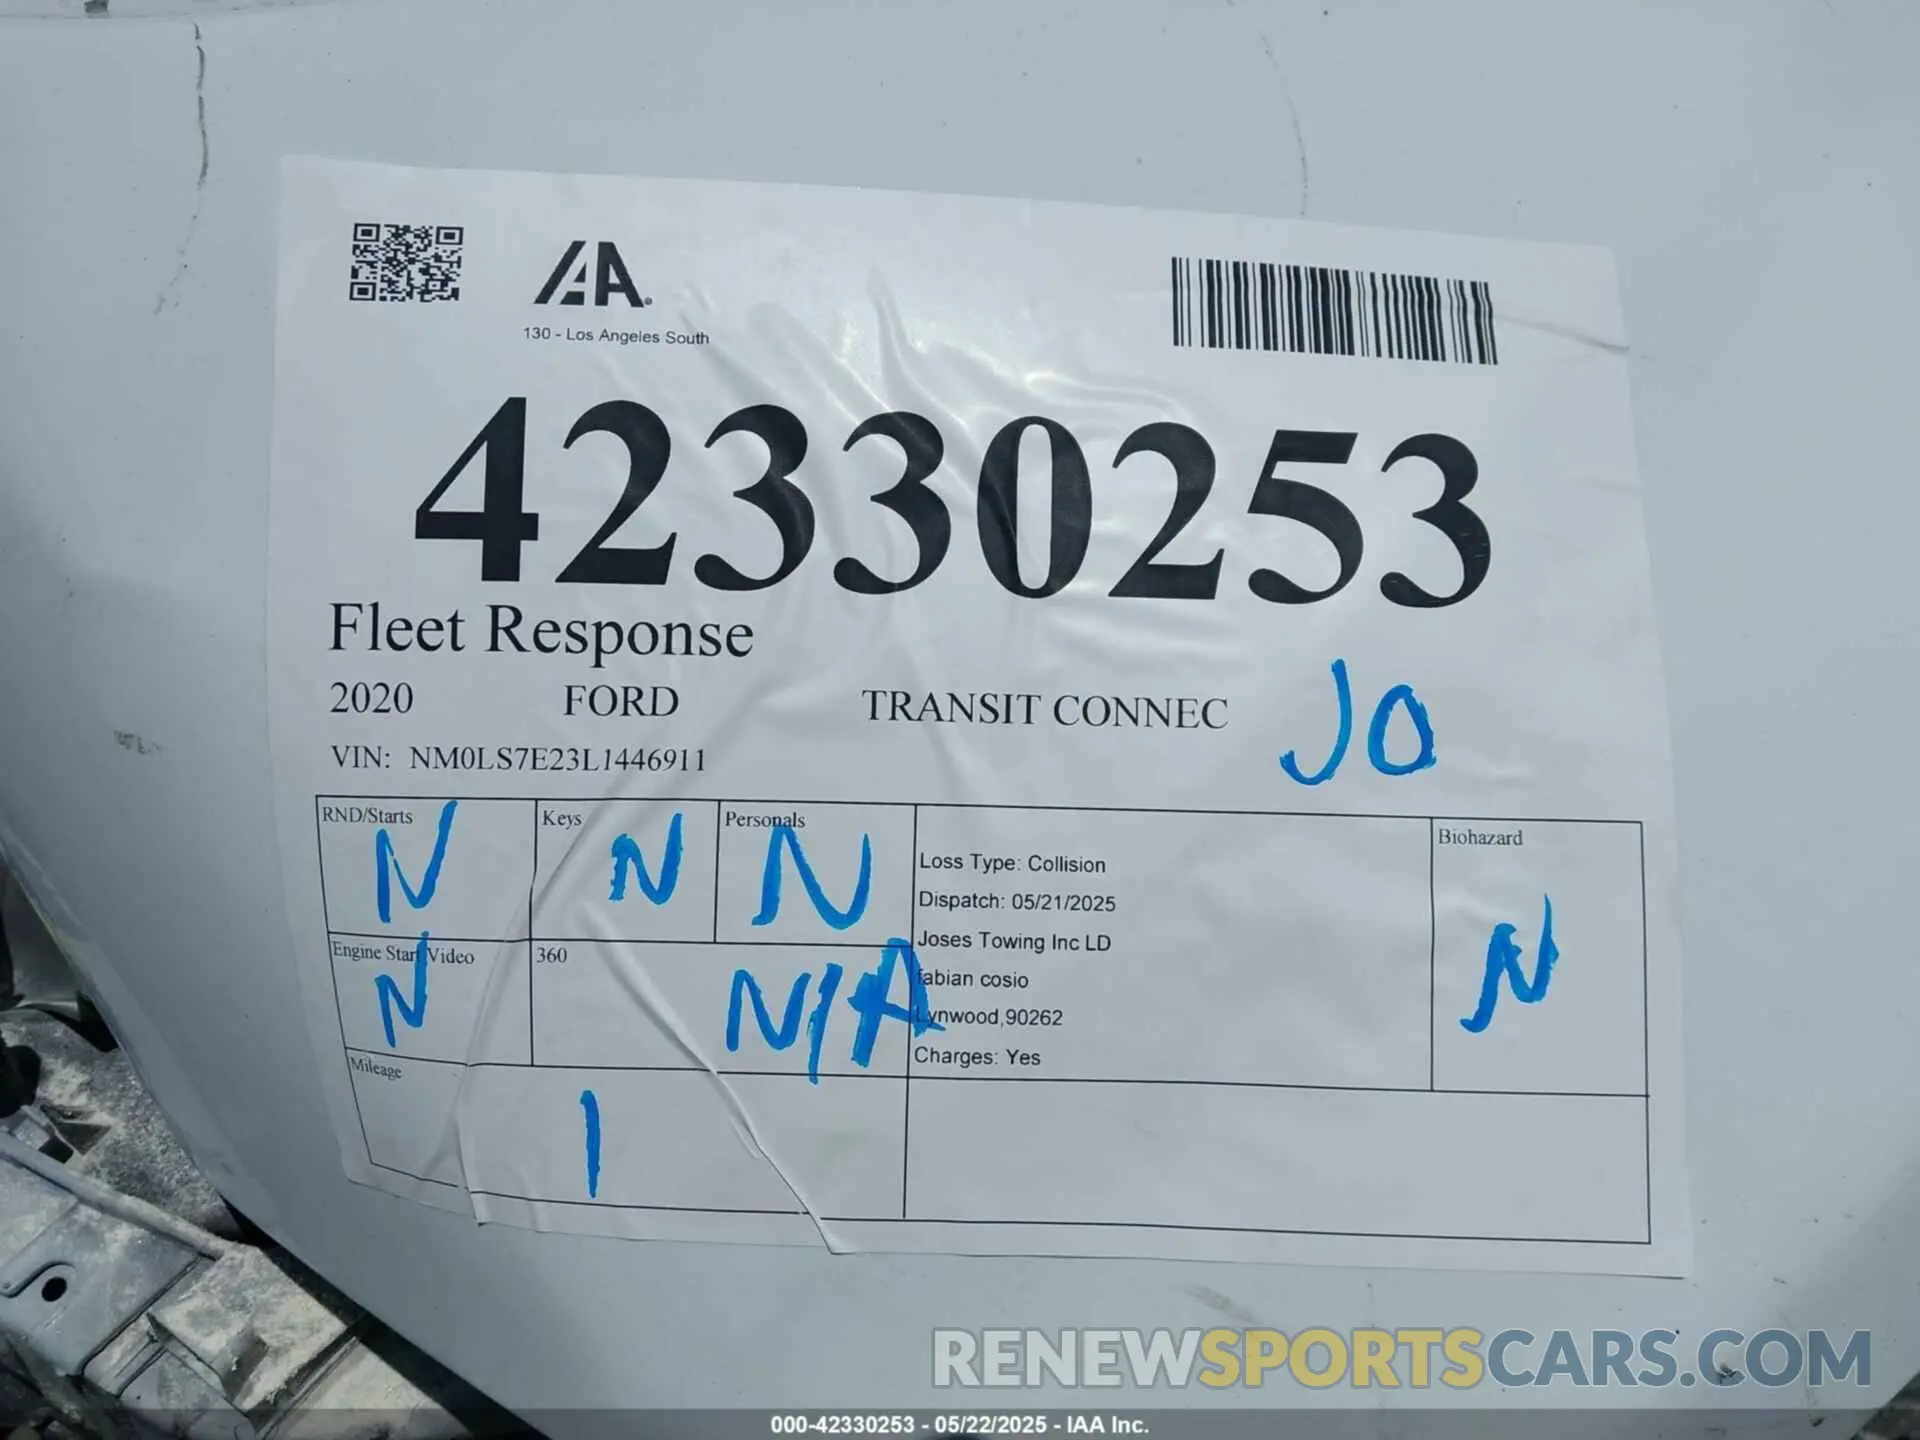 IAA
130 - Los Angeles South
42330253
Fleet Response
2020 FORD TRANSIT CONNEC JO
VIN: NM0LS7E23L1446911
RND/Starts N
Keys N
Personals N
Loss Type: Collision
Dispatch: 05/21/2025
Joses Towing Inc LD
fabian cosio
Lynwood,90262
Charges: Yes
Biohazard N
Engine Start Video N
360 N/A
Mileage 1
RENEWSPORTSCARS.COM
000-42330253 - 05/22/2025 - IAA Inc.